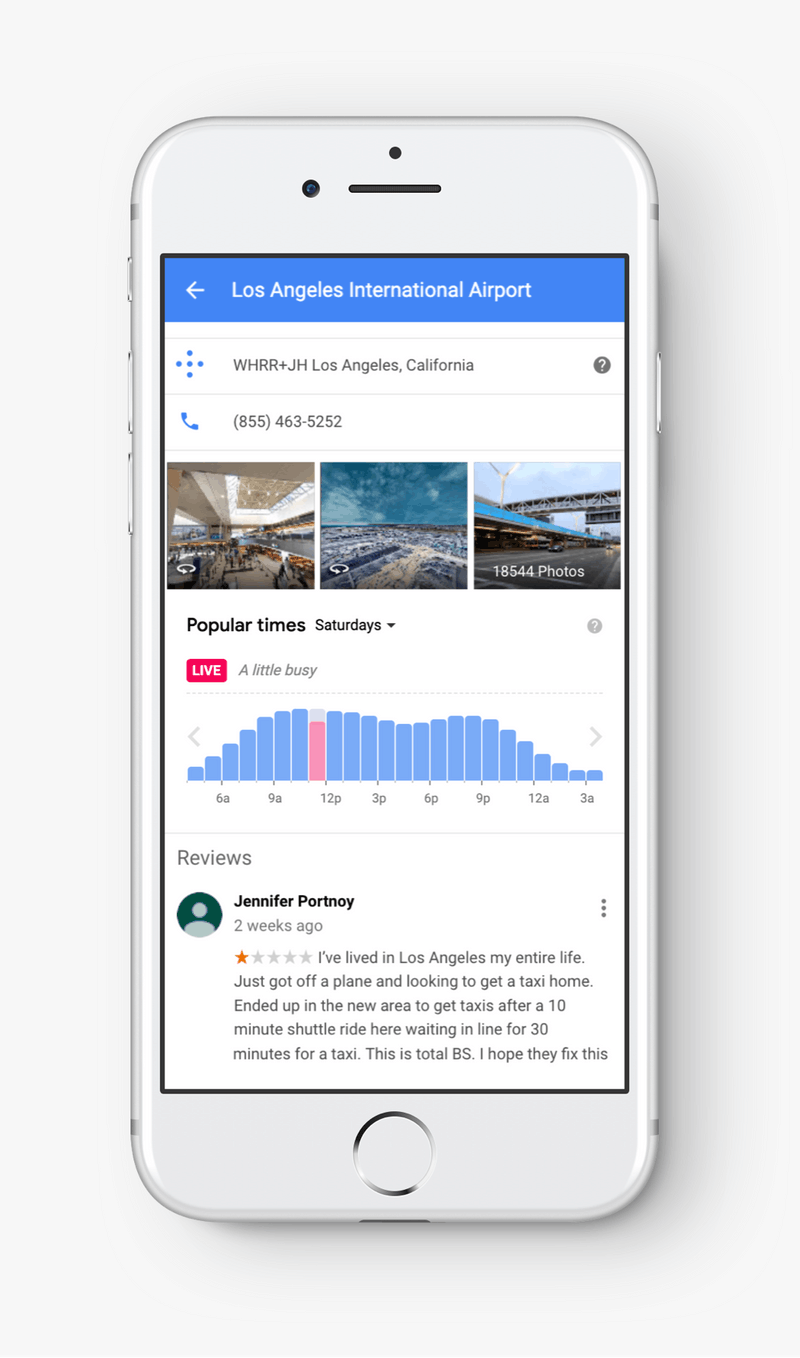 Los Angeles International Airport
WHRR+JH Los Angeles, California
(855) 463-5252
18544 Photos
Popular times Saturdays
LIVE A little busy
6a 9a 12p 3p 6p 9p 12a 3a
Reviews
Jennifer Portnoy
2 weeks ago
I've lived in Los Angeles my entire life.
Just got off a plane and looking to get a taxi home.
Ended up in the new area to get taxis after a 10
minute shuttle ride here waiting in line for 30
minutes for a taxi. This is total BS. I hope they fix this